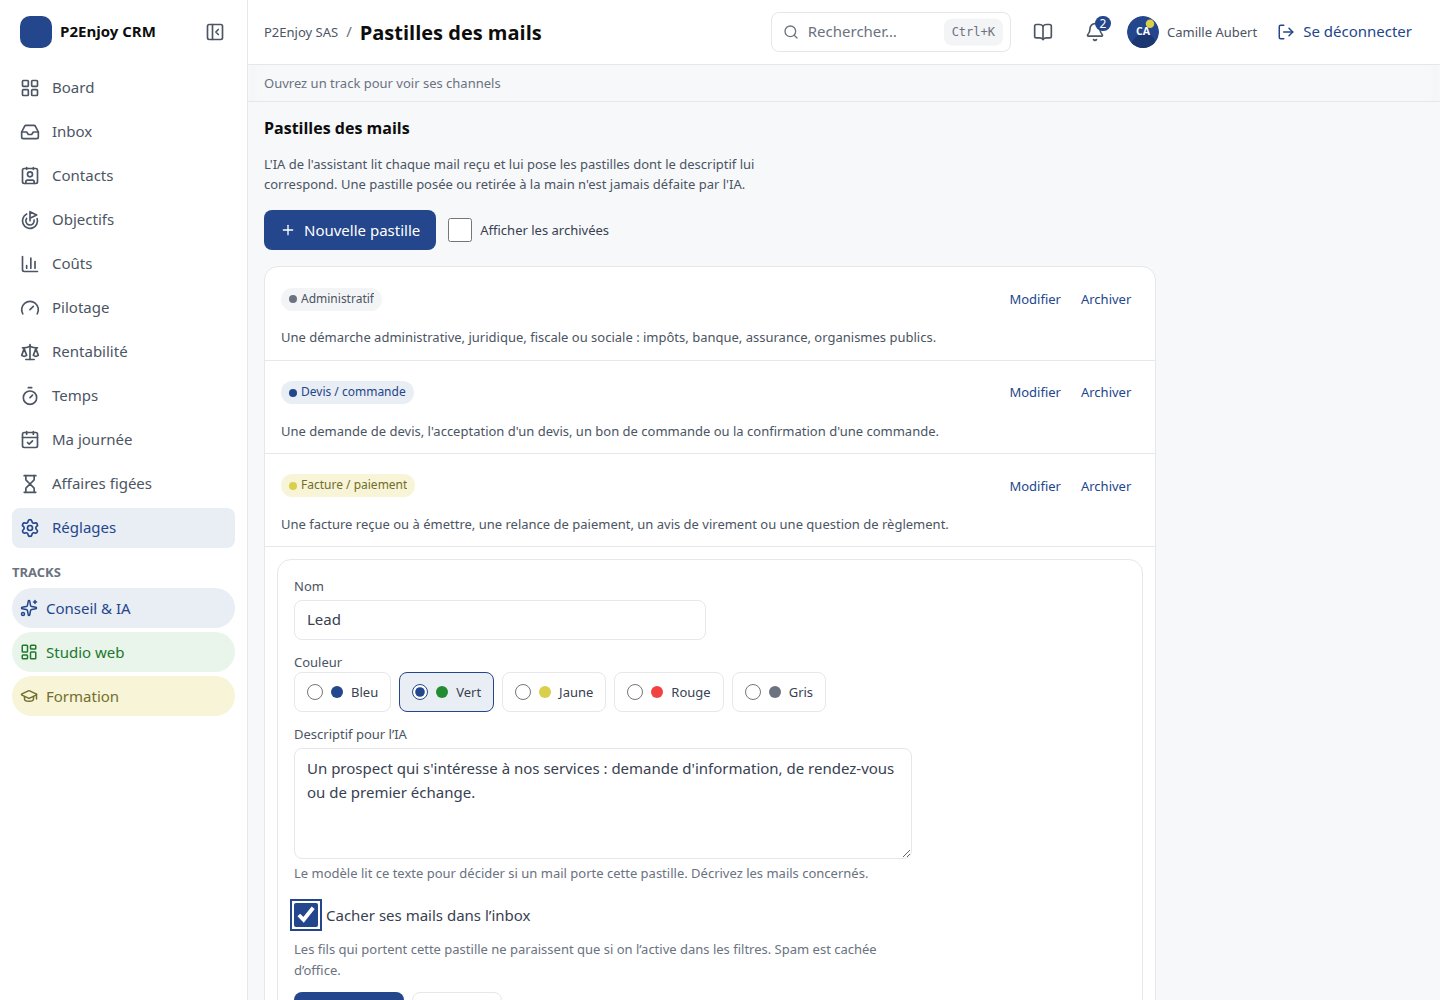 P2Enjoy CRM
P2Enjoy SAS / Pastilles des mails
Rechercher... Ctrl+K
2
CA
Camille Aubert
Se déconnecter
Board
Inbox
Contacts
Objectifs
Coûts
Pilotage
Rentabilité
Temps
Ma journée
Affaires figées
Réglages
TRACKS
Conseil & IA
Studio web
Formation
Ouvrez un track pour voir ses channels
Pastilles des mails
L'IA de l'assistant lit chaque mail reçu et lui pose les pastilles dont le descriptif lui
correspond. Une pastille posée ou retirée à la main n'est jamais défaite par l'IA.
Nouvelle pastille
Afficher les archivées
Administratif
Modifier Archiver
Une démarche administrative, juridique, fiscale ou sociale : impôts, banque, assurance, organismes publics.
Devis / commande
Modifier Archiver
Une demande de devis, l'acceptation d'un devis, un bon de commande ou la confirmation d'une commande.
Facture / paiement
Modifier Archiver
Une facture reçue ou à émettre, une relance de paiement, un avis de virement ou une question de règlement.
Nom
Lead
Couleur
Bleu Vert Jaune Rouge Gris
Descriptif pour l’IA
Un prospect qui s'intéresse à nos services : demande d'information, de rendez-vous
ou de premier échange.
Le modèle lit ce texte pour décider si un mail porte cette pastille. Décrivez les mails concernés.
Cacher ses mails dans l’inbox
Les fils qui portent cette pastille ne paraissent que si on l’active dans les filtres. Spam est cachée
d’office.